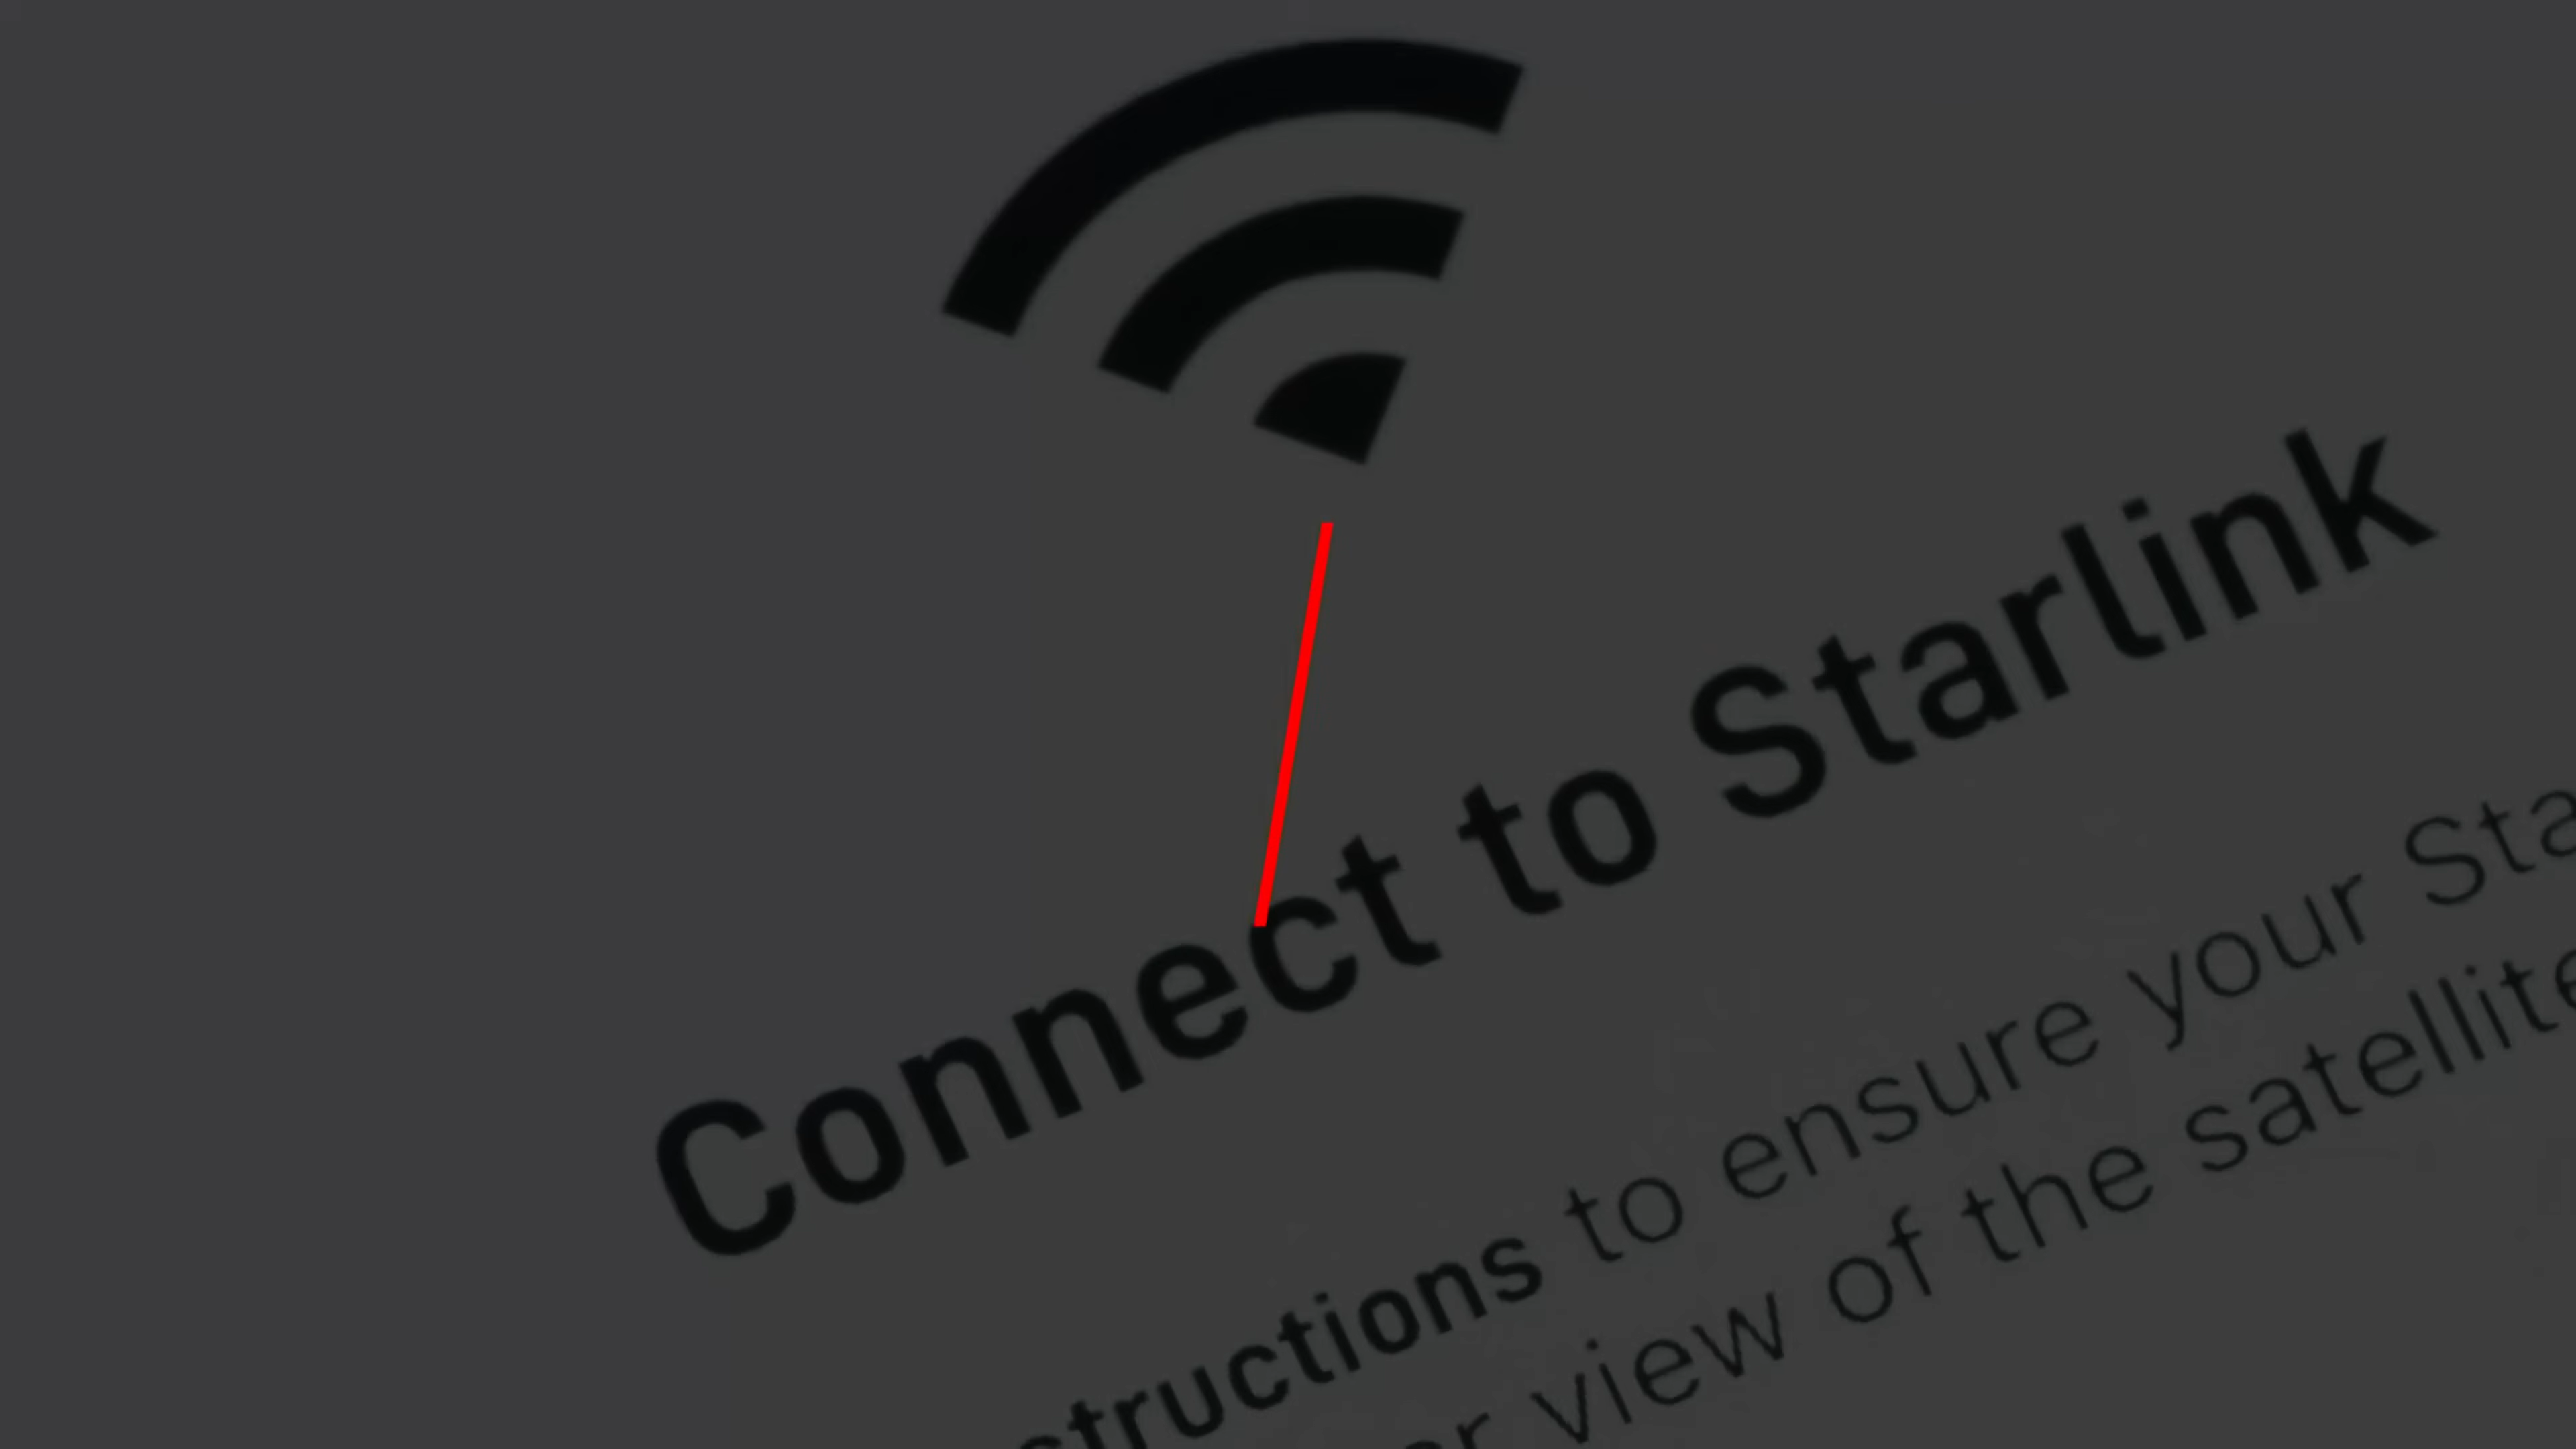 Connect to Starlink
structions to ensure your Sta
view of the satellite